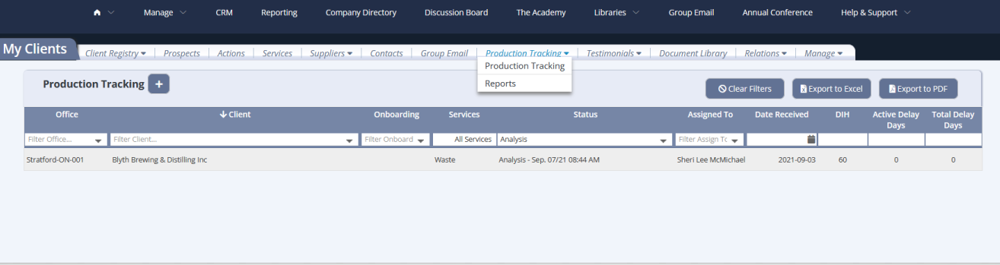 Manage CRM Reporting Company Directory Discussion Board The Academy Libraries Group Email Annual Conference Help & Support
My Clients Client Registry Prospects Actions Services Suppliers Contacts Group Email Production Tracking Testimonials Document Library Relations Manage
Production Tracking
Reports
Production Tracking + Clear Filters Export to Excel Export to PDF
Office Client Onboarding Services Status Assigned To Date Received DIH Active Delay Days Total Delay Days
Filter Office... Filter Client... Filter Onboard All Services Analysis Filter Assign Tc
Stratford-ON-001 Blyth Brewing & Distilling Inc Waste Analysis - Sep. 07/21 08:44 AM Sheri Lee McMichael 2021-09-03 60 0 0